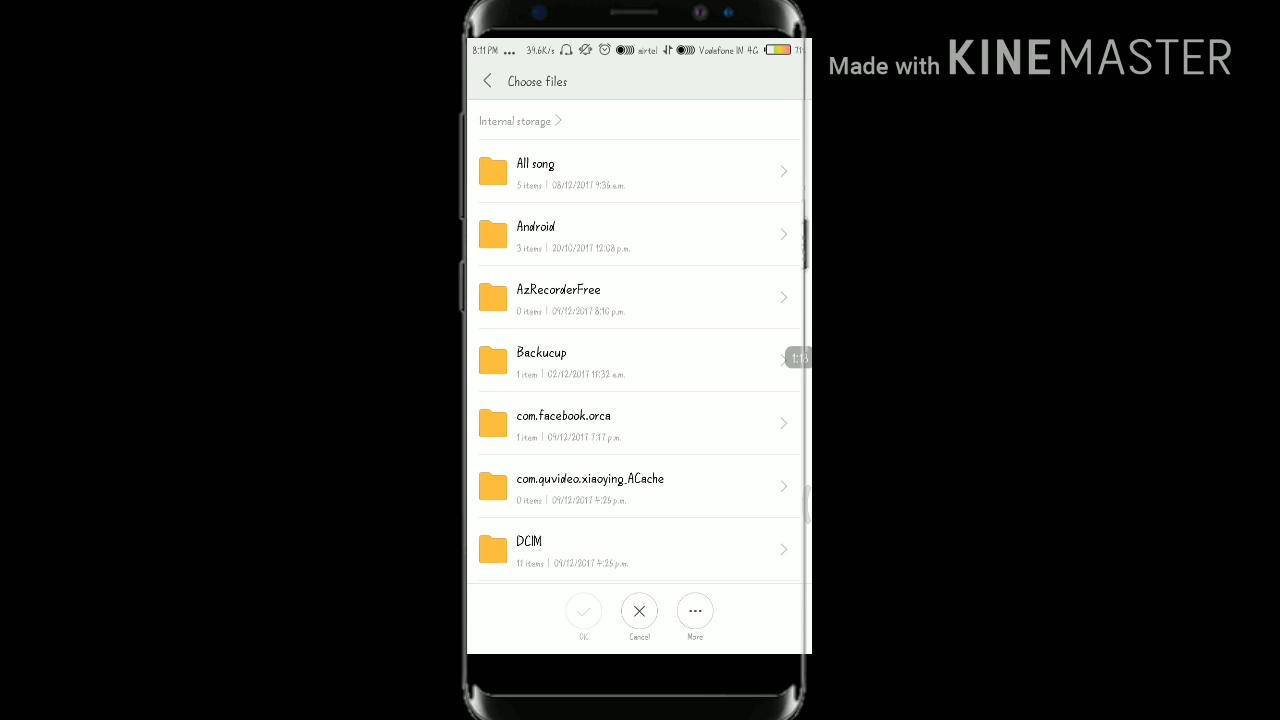 Made with KINEMASTER
8:11 PM ... 39.6K/s airtel Vodafone IN 4G
Choose files
Internal storage
All song
5 items | 08/12/2017 9:36 a.m.
Android
3 items | 20/10/2017 12:08 p.m.
AzRecorderFree
0 items | 09/12/2017 8:10 p.m.
Backucup
1 item | 02/12/2017 11:32 a.m.
1:13
com.facebook.orca
1 item | 09/12/2017 7:17 p.m.
com.quvideo.xiaoying_ACache
0 items | 09/12/2017 4:26 p.m.
DCIM
11 items | 09/12/2017 4:26 p.m.
OK Cancel More